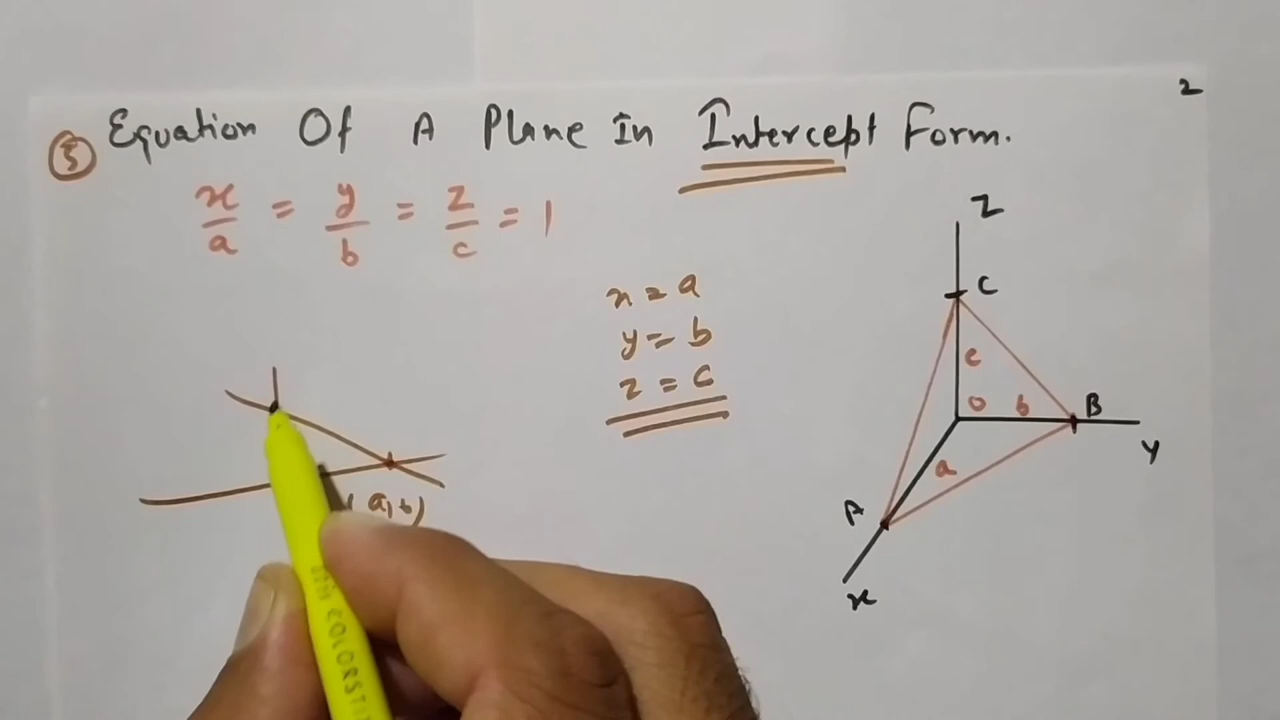 2
5 Equation Of A Plane In Intercept Form.
x/a = y/b = z/c = 1
x = a
y = b
z = c
(a,b)
Z
C
c
O b B
Y
a
A
x